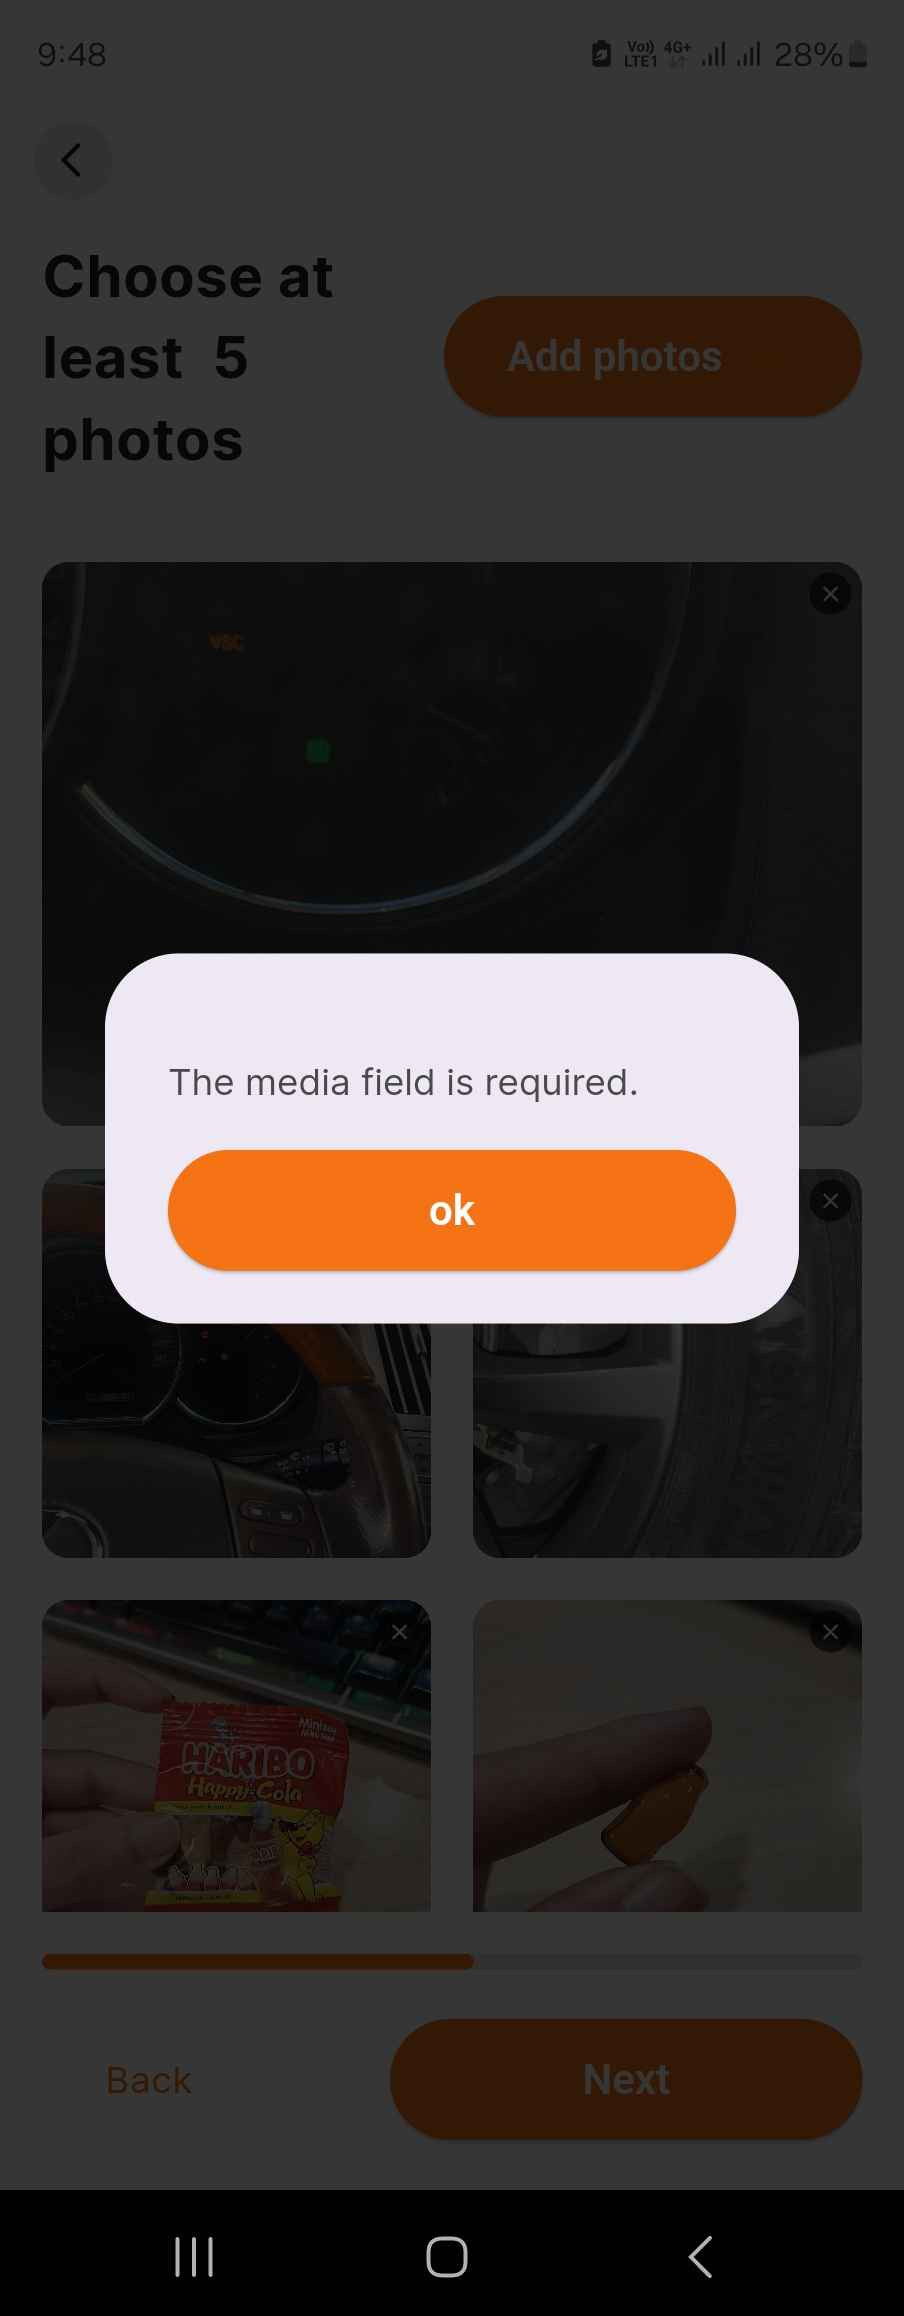 9:48
Vo)) LTE1 4G+ 28%
Choose at
least 5
photos
Add photos
The media field is required.
ok
HARIBO
Happy-Cola
Back
Next